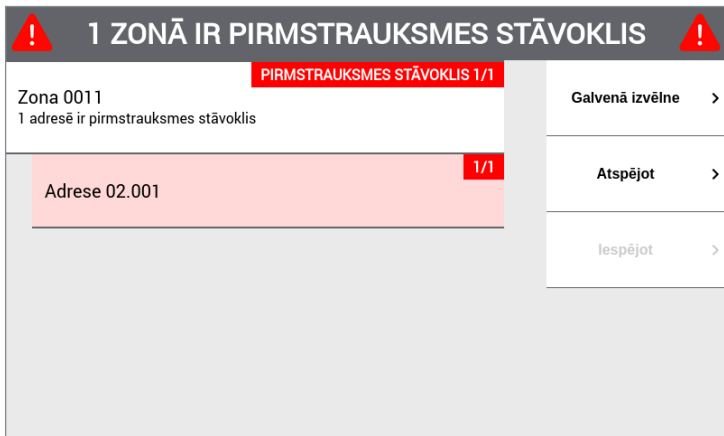 1 ZONĀ IR PIRMSTRAUKSMES STĀVOKLIS
PIRMSTRAUKSMES STĀVOKLIS 1/1
Zona 0011
1 adresē ir pirmstrauksmes stāvoklis
1/1
Adrese 02.001
Galvenā izvēlne
Atspējot
Iespējot